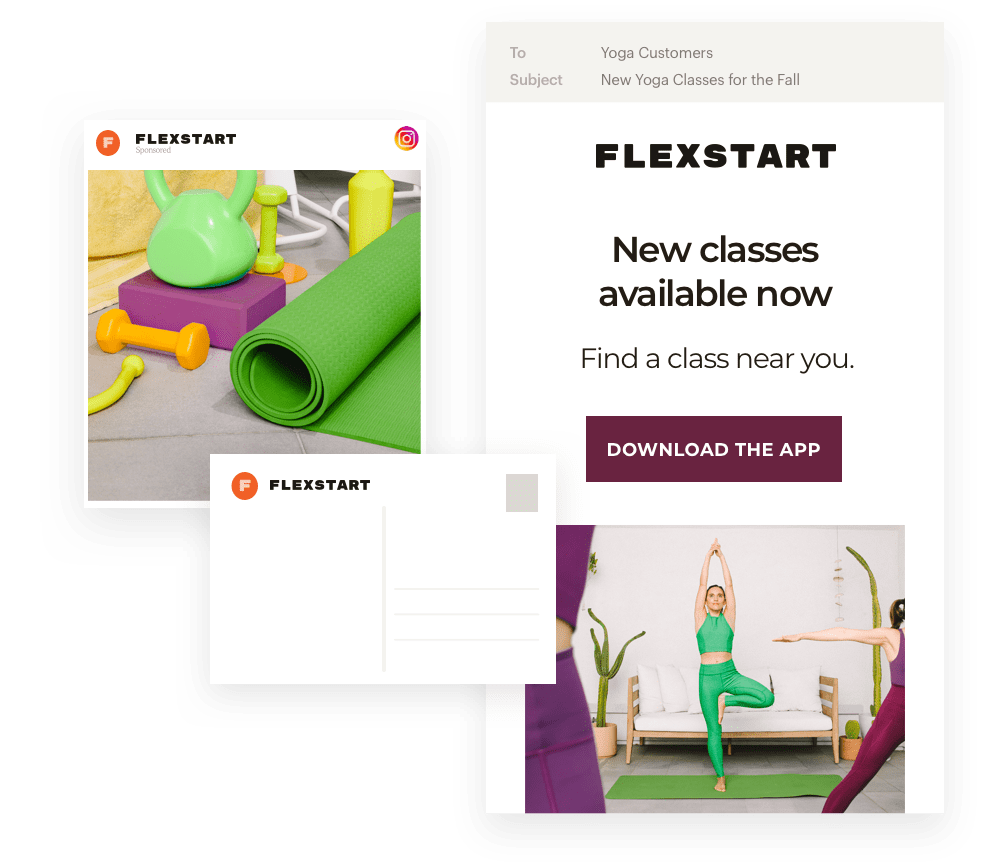 To Yoga Customers
Subject New Yoga Classes for the Fall
FLEXSTART
New classes
available now
Find a class near you.
DOWNLOAD THE APP
F FLEXSTART
Sponsored
F FLEXSTART